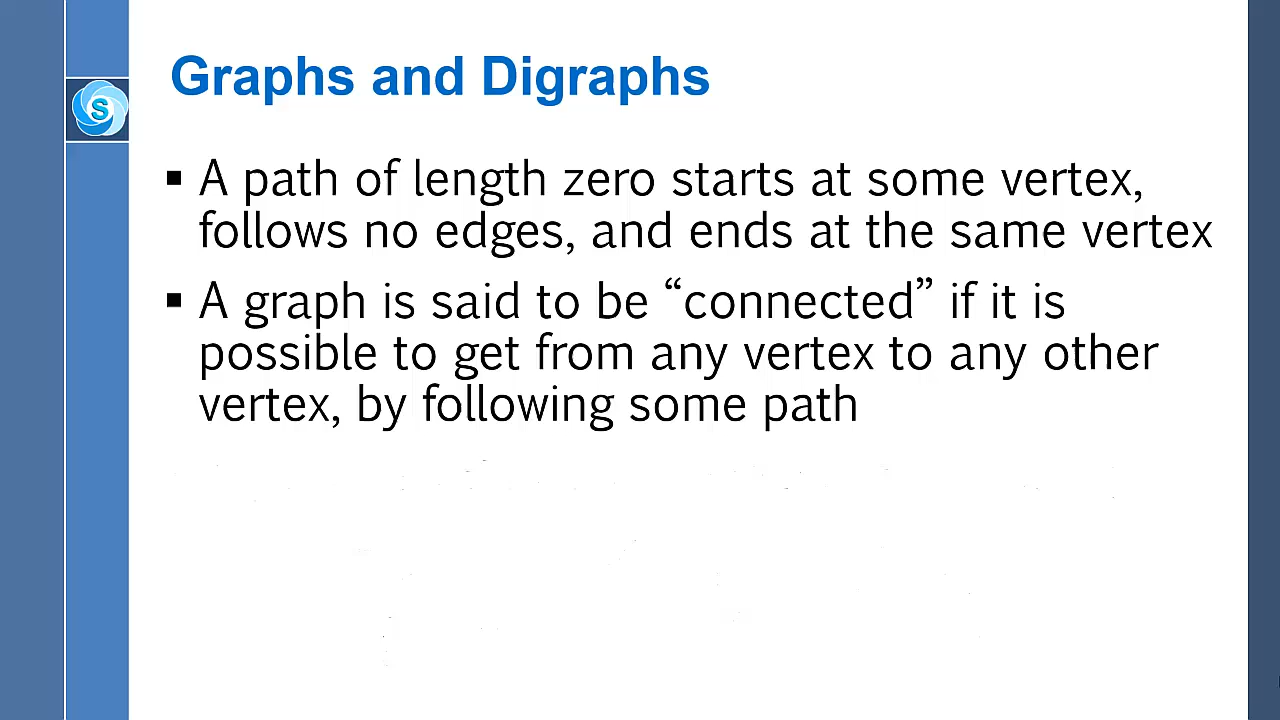 Graphs and Digraphs
S
▪ A path of length zero starts at some vertex,
follows no edges, and ends at the same vertex
▪ A graph is said to be “connected” if it is
possible to get from any vertex to any other
vertex, by following some path